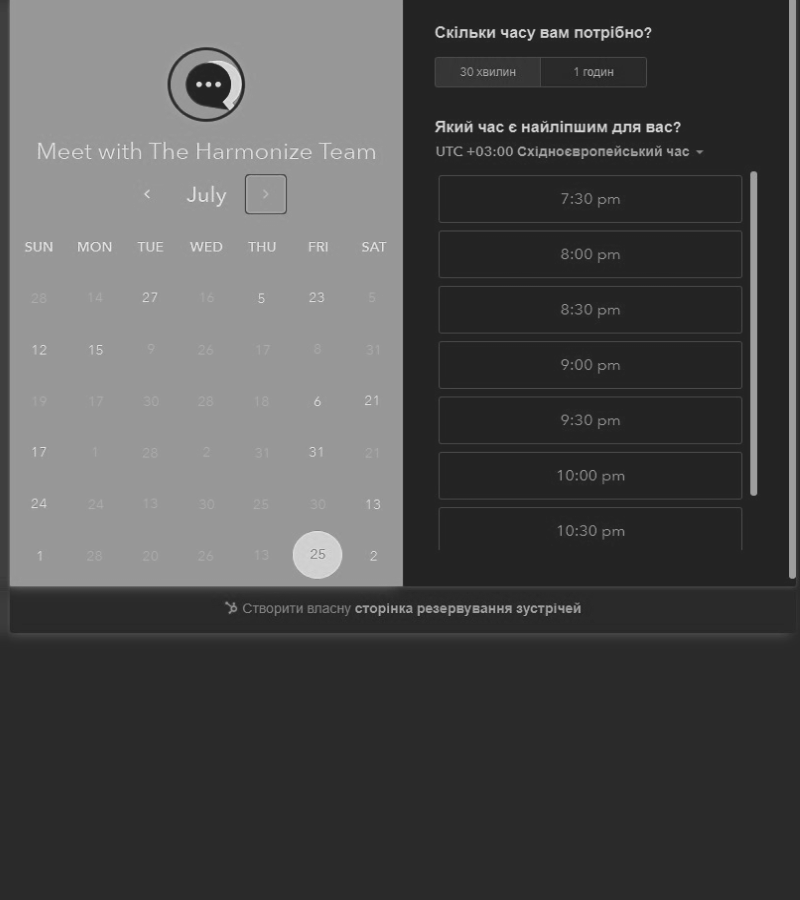 Meet with The Harmonize Team
July
SUN MON TUE WED THU FRI SAT
28 14 27 16 5 23 5
12 15 9 26 17 8 31
19 17 30 28 18 6 21
17 1 28 2 31 31 21
24 24 13 30 25 30 13
1 28 20 26 13 25 2
Скільки часу вам потрібно?
30 хвилин 1 годин
Який час є найліпшим для вас?
UTC +03:00 Східноєвропейський час
7:30 pm
8:00 pm
8:30 pm
9:00 pm
9:30 pm
10:00 pm
10:30 pm
Створити власну сторінка резервування зустрічей